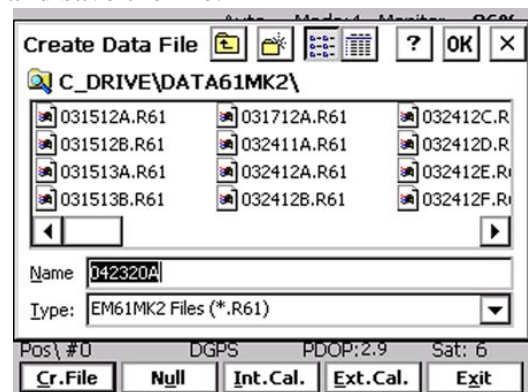 Create Data File ? OK ×
C_DRIVE\DATA61MK2\
031512A.R61 031712A.R61 032412C.R
031512B.R61 032411A.R61 032412D.R
031513A.R61 032412A.R61 032412E.R
031513B.R61 032412B.R61 032412F.R
Name 042320A
Type: EM61MK2 Files (*.R61)
Pos\ #0 DGPS PDOP:2.9 Sat: 6
Cr.File Null Int.Cal. Ext.Cal. Exit